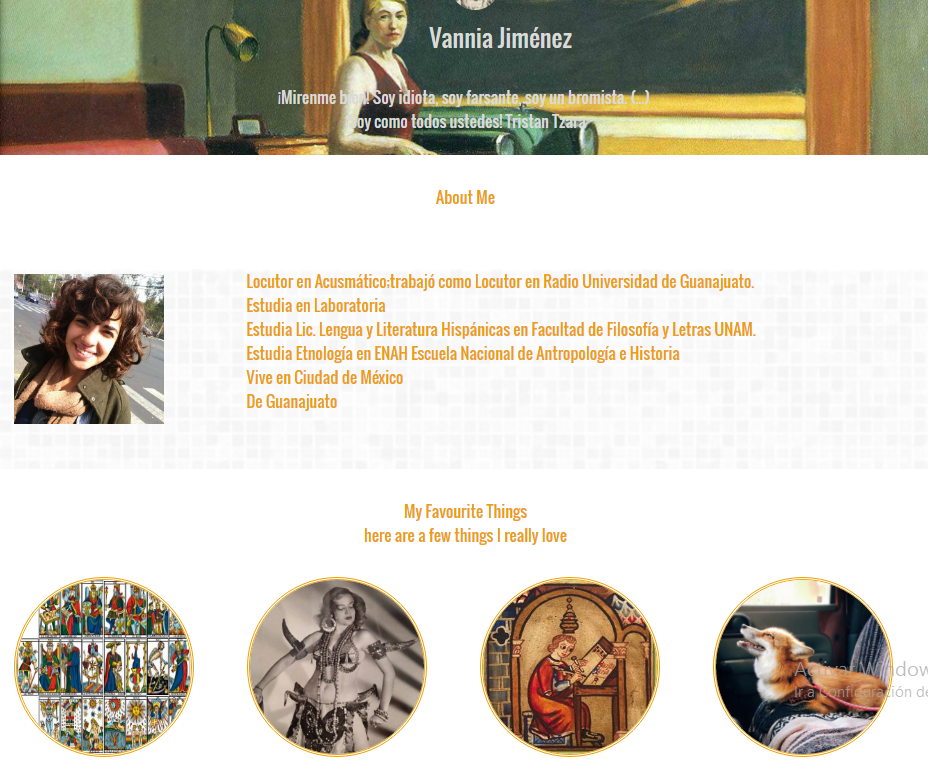 Vannia Jiménez
¡Mirenme bien! Soy idiota, soy farsante, soy un bromista. (...)
oy como todos ustedes! Tristan Tzara
About Me
Locutor en Acusmático;trabajó como Locutor en Radio Universidad de Guanajuato.
Estudia en Laboratoria
Estudia Lic. Lengua y Literatura Hispánicas en Facultad de Filosofía y Letras UNAM.
Estudia Etnología en ENAH Escuela Nacional de Antropología e Historia
Vive en Ciudad de México
De Guanajuato
My Favourite Things
here are a few things I really love
Activar Window
Ir a Configuración de